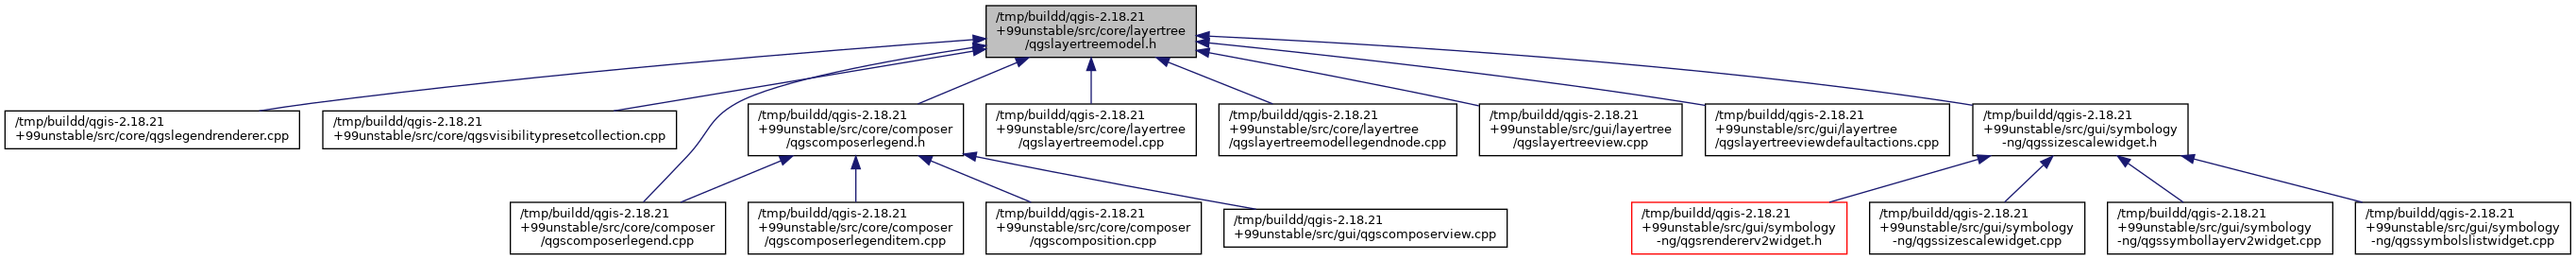 /tmp/buildd/qgis-2.18.21
+99unstable/src/core/layertree
/qgslayertreemodel.h
/tmp/buildd/qgis-2.18.21
+99unstable/src/core/qgslegendrenderer.cpp
/tmp/buildd/qgis-2.18.21
+99unstable/src/core/qgsvisibilitypresetcollection.cpp
/tmp/buildd/qgis-2.18.21
+99unstable/src/core/composer
/qgscomposerlegend.h
/tmp/buildd/qgis-2.18.21
+99unstable/src/core/layertree
/qgslayertreemodel.cpp
/tmp/buildd/qgis-2.18.21
+99unstable/src/core/layertree
/qgslayertreemodellegendnode.cpp
/tmp/buildd/qgis-2.18.21
+99unstable/src/gui/layertree
/qgslayertreeview.cpp
/tmp/buildd/qgis-2.18.21
+99unstable/src/gui/layertree
/qgslayertreeviewdefaultactions.cpp
/tmp/buildd/qgis-2.18.21
+99unstable/src/gui/symbology
-ng/qgssizescalewidget.h
/tmp/buildd/qgis-2.18.21
+99unstable/src/core/composer
/qgscomposerlegend.cpp
/tmp/buildd/qgis-2.18.21
+99unstable/src/core/composer
/qgscomposerlegenditem.cpp
/tmp/buildd/qgis-2.18.21
+99unstable/src/core/composer
/qgscomposition.cpp
/tmp/buildd/qgis-2.18.21
+99unstable/src/gui/qgscomposerview.cpp
/tmp/buildd/qgis-2.18.21
+99unstable/src/gui/symbology
-ng/qgsrendererv2widget.h
/tmp/buildd/qgis-2.18.21
+99unstable/src/gui/symbology
-ng/qgssizescalewidget.cpp
/tmp/buildd/qgis-2.18.21
+99unstable/src/gui/symbology
-ng/qgssymbollayerv2widget.cpp
/tmp/buildd/qgis-2.18.21
+99unstable/src/gui/symbology
-ng/qgssymbolslistwidget.cpp